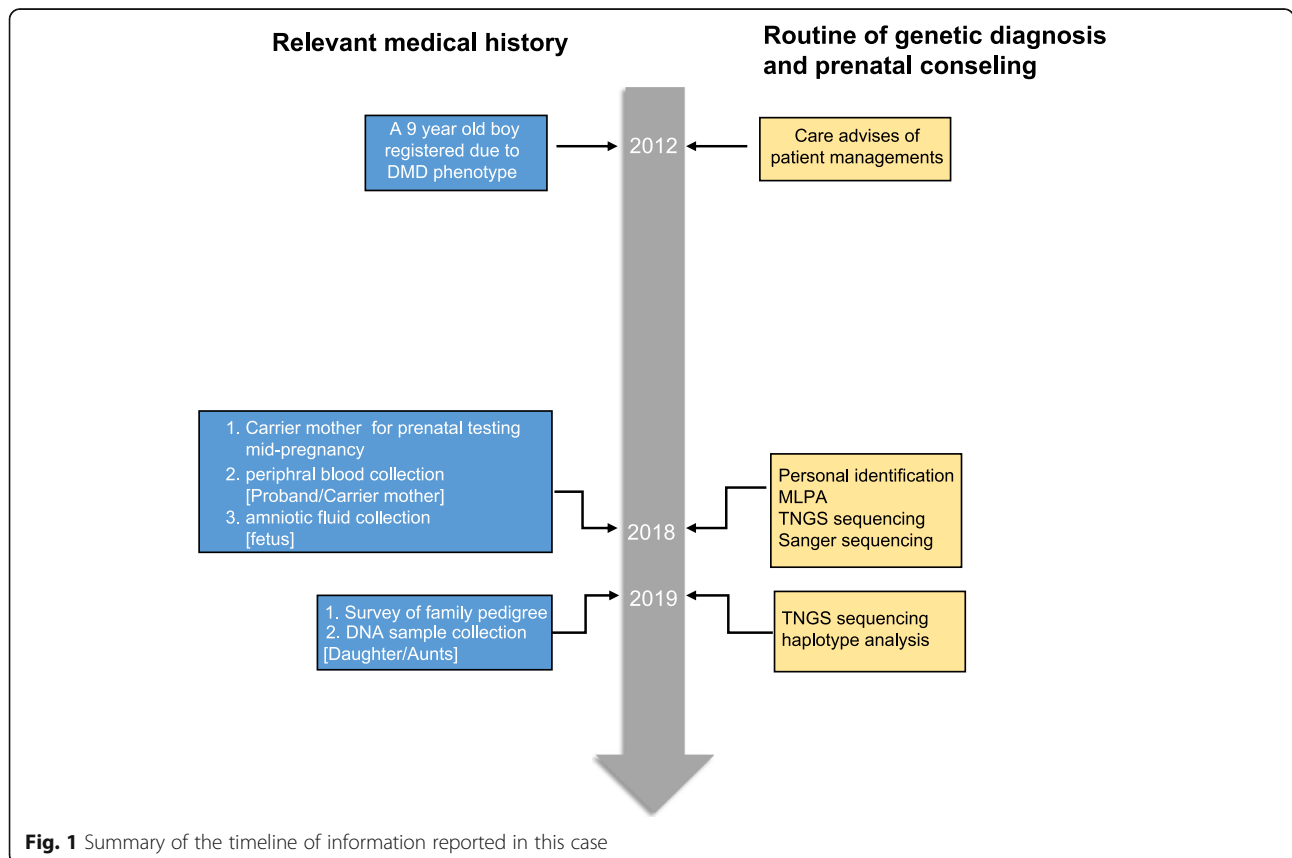 Relevant medical history
Routine of genetic diagnosis
and prenatal conseling
A 9 year old boy
registered due to
DMD phenotype
2012
Care advises of
patient managements
1. Carrier mother for prenatal testing
mid-pregnancy
2. periphral blood collection
[Proband/Carrier mother]
3. amniotic fluid collection
[fetus]
2018
Personal identification
MLPA
TNGS sequencing
Sanger sequencing
1. Survey of family pedigree
2. DNA sample collection
[Daughter/Aunts]
2019
TNGS sequencing
haplotype analysis
Fig. 1 Summary of the timeline of information reported in this case